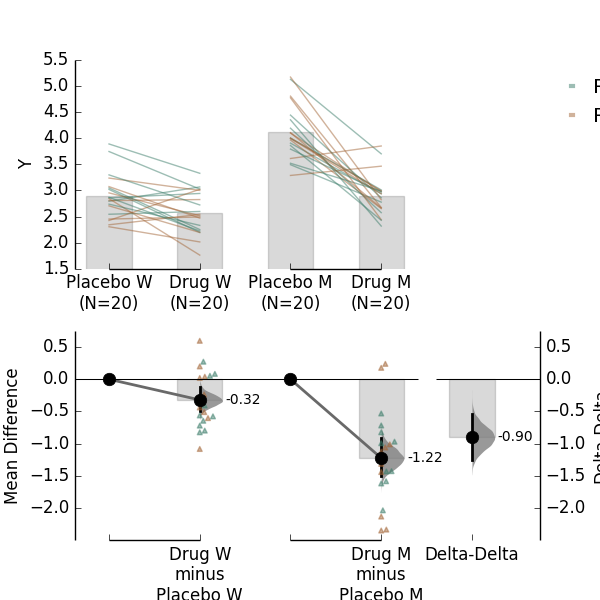 5.5
5.0
4.5
4.0
3.5
3.0
2.5
2.0
1.5
Y
Placebo W
(N=20)
Drug W
(N=20)
Placebo M
(N=20)
Drug M
(N=20)
0.5
0.0
−0.5
−1.0
−1.5
−2.0
Mean Difference
-0.32
-1.22
-0.90
0.5
0.0
−0.5
−1.0
−1.5
−2.0
Delta-Delta
Drug W
minus
Placebo W
Drug M
minus
Placebo M
Delta-Delta